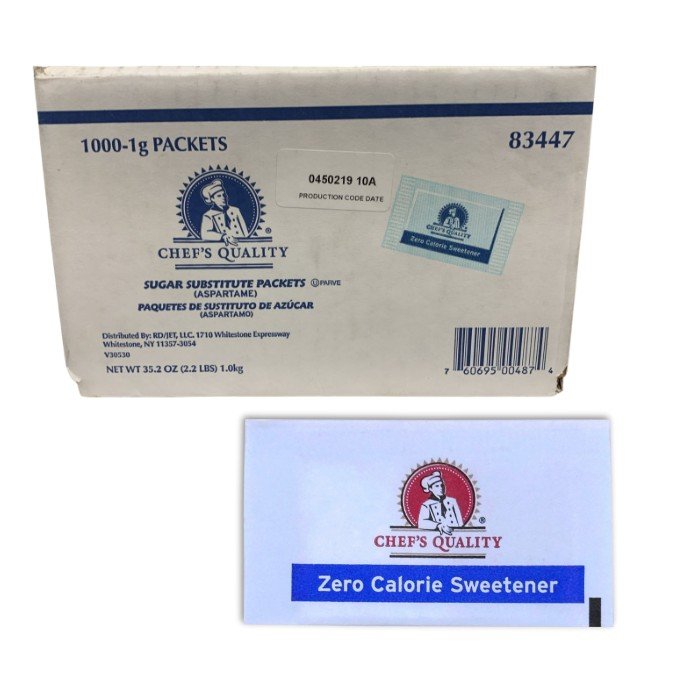 1000-1g PACKETS
83447
0450219 10A
PRODUCTION CODE DATE
CHEF'S QUALITY
Zero Calorie Sweetener
CHEF'S QUALITY®
SUGAR SUBSTITUTE PACKETS Ⓤ PARVE
(ASPARTAME)
PAQUETES DE SUSTITUTO DE AZÚCAR
(ASPARTAMO)
Distributed By: RD/JET, LLC. 1710 Whitestone Expressway
Whitestone, NY 11357-3054
V30530
NET WT 35.2 OZ (2.2 LBS) 1.0kg
7 60695 00487 4
CHEF'S QUALITY®
Zero Calorie Sweetener